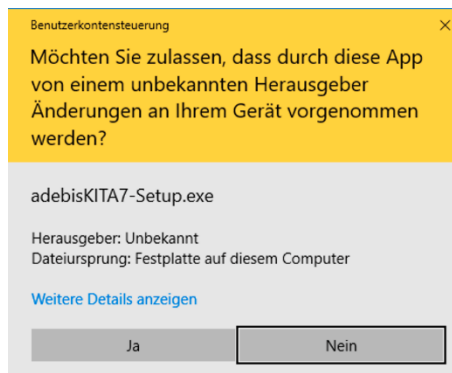 Benutzerkontensteuerung
Möchten Sie zulassen, dass durch diese App
von einem unbekannten Herausgeber
Änderungen an Ihrem Gerät vorgenommen
werden?
adebisKITA7-Setup.exe
Herausgeber: Unbekannt
Dateiursprung: Festplatte auf diesem Computer
Weitere Details anzeigen
Ja
Nein